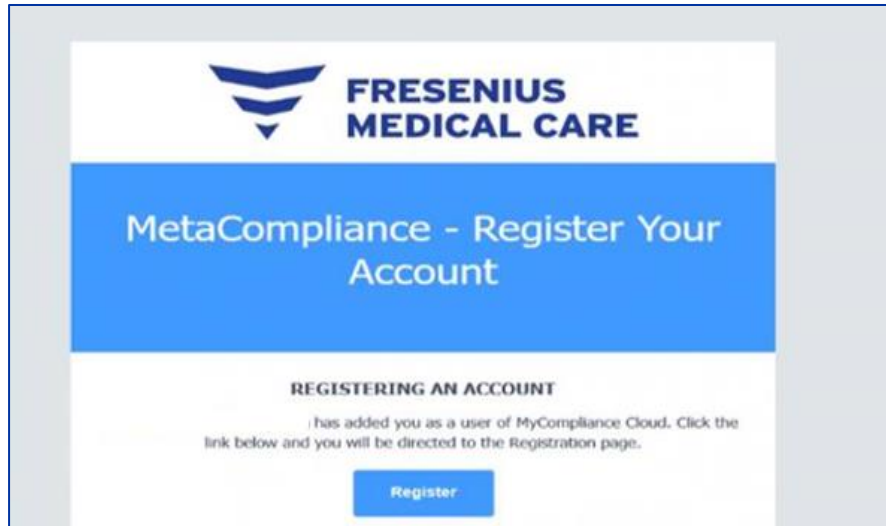 FRESENIUS
MEDICAL CARE
MetaCompliance - Register Your
Account
REGISTERING AN ACCOUNT
has added you as a user of MyCompliance Cloud. Click the
link below and you will be directed to the Registration page.
Register